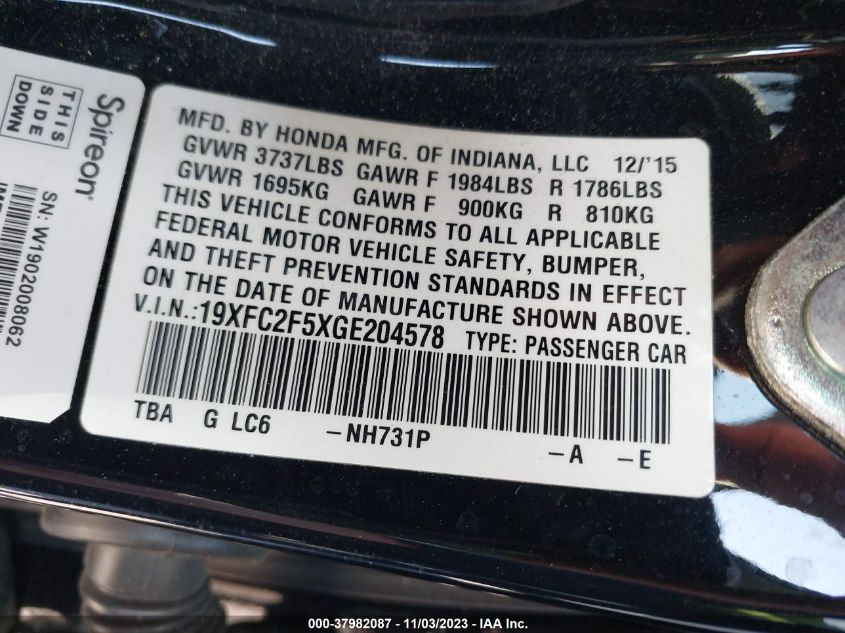 Spireon
THIS
SIDE
DOWN
SN: W1902008062
MFD. BY HONDA MFG. OF INDIANA, LLC 12/'15
GVWR 3737LBS GAWR F 1984LBS R 1786LBS
GVWR 1695KG GAWR F 900KG R 810KG
THIS VEHICLE CONFORMS TO ALL APPLICABLE
FEDERAL MOTOR VEHICLE SAFETY, BUMPER,
AND THEFT PREVENTION STANDARDS IN EFFECT
ON THE DATE OF MANUFACTURE SHOWN ABOVE.
V.I.N.:19XFC2F5XGE204578 TYPE: PASSENGER CAR
TBA G LC6 -NH731P -A -E
000-37982087 - 11/03/2023 - IAA Inc.